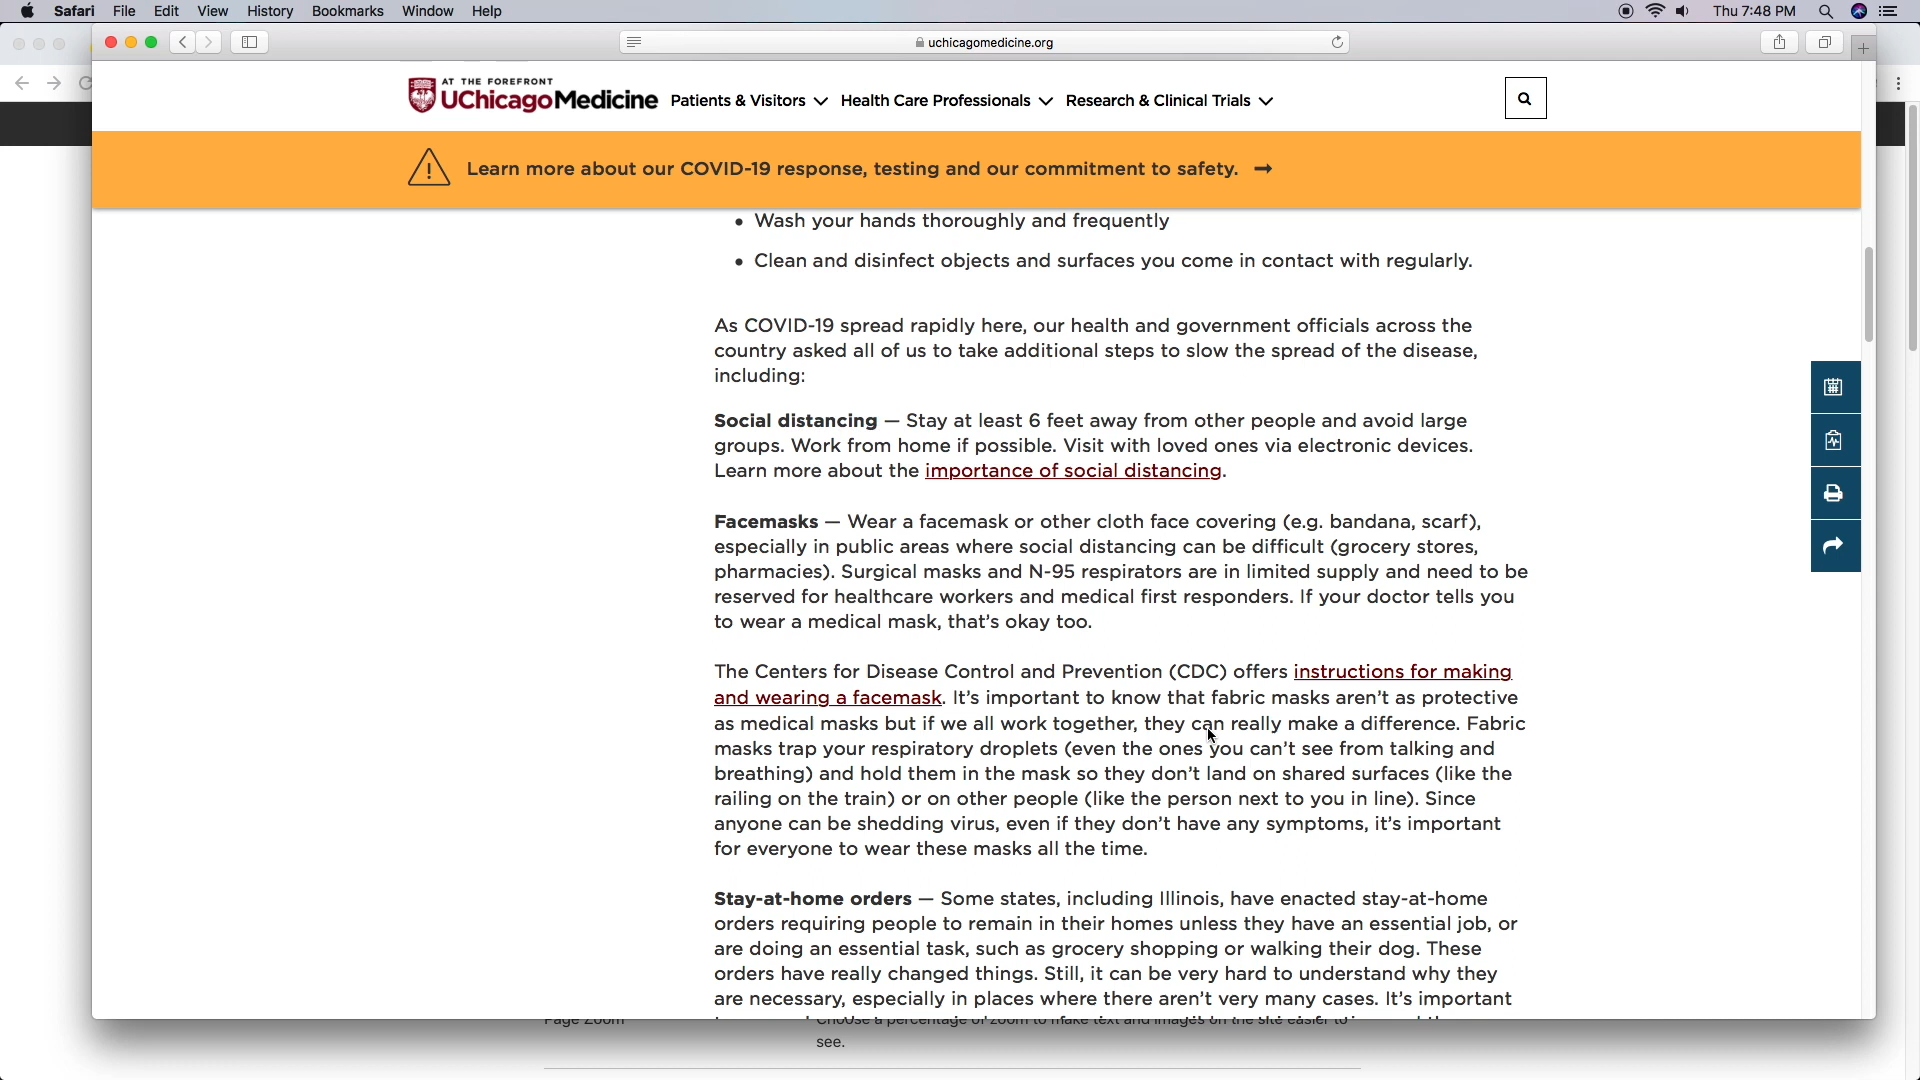 Safari File Edit View History Bookmarks Window Help Thu 7:48 PM
uchicagomedicine.org
AT THE FOREFRONT
UChicagoMedicine Patients & Visitors Health Care Professionals Research & Clinical Trials
Learn more about our COVID-19 response, testing and our commitment to safety. →
• Wash your hands thoroughly and frequently
• Clean and disinfect objects and surfaces you come in contact with regularly.
As COVID-19 spread rapidly here, our health and government officials across the
country asked all of us to take additional steps to slow the spread of the disease,
including:
Social distancing — Stay at least 6 feet away from other people and avoid large
groups. Work from home if possible. Visit with loved ones via electronic devices.
Learn more about the importance of social distancing.
Facemasks — Wear a facemask or other cloth face covering (e.g. bandana, scarf),
especially in public areas where social distancing can be difficult (grocery stores,
pharmacies). Surgical masks and N-95 respirators are in limited supply and need to be
reserved for healthcare workers and medical first responders. If your doctor tells you
to wear a medical mask, that's okay too.
The Centers for Disease Control and Prevention (CDC) offers instructions for making
and wearing a facemask. It's important to know that fabric masks aren't as protective
as medical masks but if we all work together, they can really make a difference. Fabric
masks trap your respiratory droplets (even the ones you can't see from talking and
breathing) and hold them in the mask so they don't land on shared surfaces (like the
railing on the train) or on other people (like the person next to you in line). Since
anyone can be shedding virus, even if they don't have any symptoms, it's important
for everyone to wear these masks all the time.
Stay-at-home orders — Some states, including Illinois, have enacted stay-at-home
orders requiring people to remain in their homes unless they have an essential job, or
are doing an essential task, such as grocery shopping or walking their dog. These
orders have really changed things. Still, it can be very hard to understand why they
are necessary, especially in places where there aren't very many cases. It's important
Page Zoom Choose a percentage of zoom to make text and images on the site easier to
see.